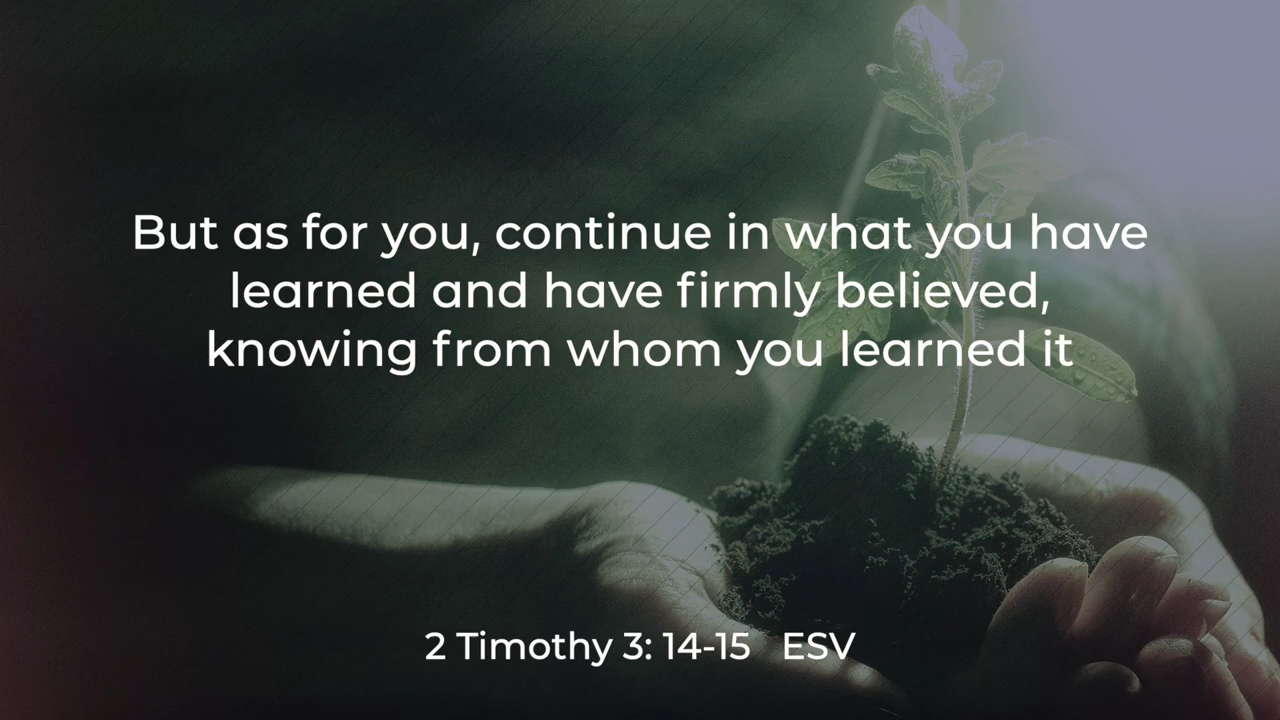 But as for you, continue in what you have
learned and have firmly believed,
knowing from whom you learned it
2 Timothy 3: 14-15 ESV